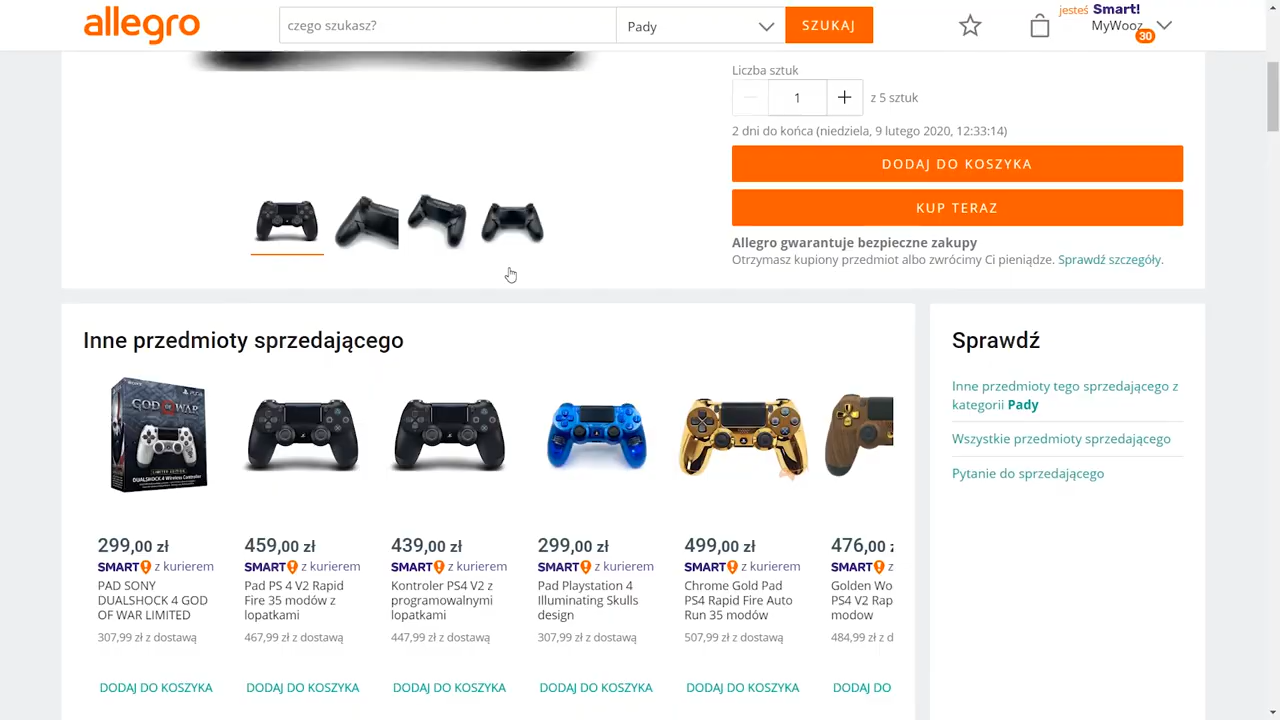 allegro
czego szukasz?
Pady
SZUKAJ
jesteś Smart!
MyWooz
30
Liczba sztuk
1
z 5 sztuk
2 dni do końca (niedziela, 9 lutego 2020, 12:33:14)
DODAJ DO KOSZYKA
KUP TERAZ
Allegro gwarantuje bezpieczne zakupy
Otrzymasz kupiony przedmiot albo zwrócimy Ci pieniądze. Sprawdź szczegóły.
Inne przedmioty sprzedającego
GOD OF WAR
299,00 zł
SMART! z kurierem
PAD SONY
DUALSHOCK 4 GOD
OF WAR LIMITED
307,99 zł z dostawą
DODAJ DO KOSZYKA
459,00 zł
SMART! z kurierem
Pad PS 4 V2 Rapid
Fire 35 modów z
łopatkami
467,99 zł z dostawą
DODAJ DO KOSZYKA
439,00 zł
SMART! z kurierem
Kontroler PS4 V2 z
programowalnymi
łopatkami
447,99 zł z dostawą
DODAJ DO KOSZYKA
299,00 zł
SMART! z kurierem
Pad Playstation 4
Illuminating Skulls
design
307,99 zł z dostawą
DODAJ DO KOSZYKA
499,00 zł
SMART! z kurierem
Chrome Gold Pad
PS4 Rapid Fire Auto
Run 35 modów
507,99 zł z dostawą
DODAJ DO KOSZYKA
476,00 z
SMART! z
Golden Wo
PS4 V2 Rap
modow
484,99 zł z d
DODAJ DO
Sprawdź
Inne przedmioty tego sprzedającego z
kategorii Pady
Wszystkie przedmioty sprzedającego
Pytanie do sprzedającego